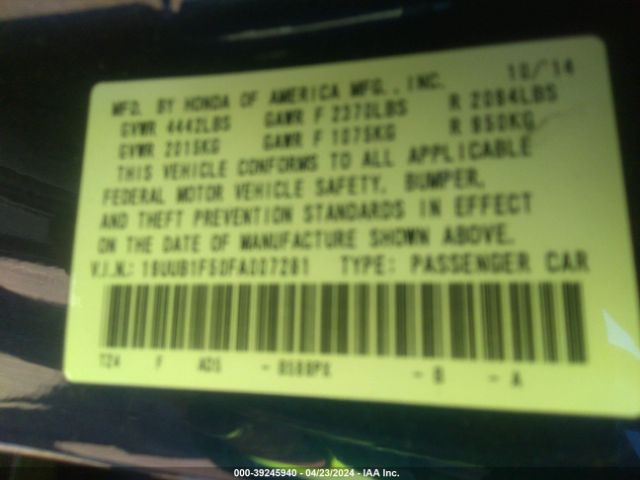 MFD. BY HONDA OF AMERICA MFG., INC. 10/'14
GVWR 4442LBS GAWR F 2370LBS R 2094LBS
GVWR 2015KG GAWR F 1075KG R 950KG
THIS VEHICLE CONFORMS TO ALL APPLICABLE
FEDERAL MOTOR VEHICLE SAFETY, BUMPER,
AND THEFT PREVENTION STANDARDS IN EFFECT
ON THE DATE OF MANUFACTURE SHOWN ABOVE.
V.I.N.: 19UUB1F50FA007281 TYPE: PASSENGER CAR
T24 F AD5 - - A
000-39245940 - 04/23/2024 - IAA Inc.